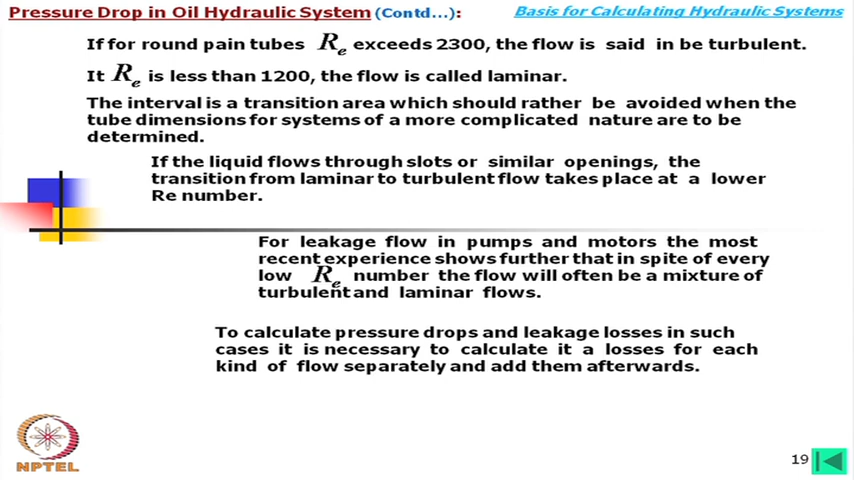 Pressure Drop in Oil Hydraulic System (Contd…):
Basis for Calculating Hydraulic Systems
If for round pain tubes Re exceeds 2300, the flow is said in be turbulent.
It Re is less than 1200, the flow is called laminar.
The interval is a transition area which should rather be avoided when the
tube dimensions for systems of a more complicated nature are to be
determined.
If the liquid flows through slots or similar openings, the
transition from laminar to turbulent flow takes place at a lower
Re number.
For leakage flow in pumps and motors the most
recent experience shows further that in spite of every
low Re number the flow will often be a mixture of
turbulent and laminar flows.
To calculate pressure drops and leakage losses in such
cases it is necessary to calculate it a losses for each
kind of flow separately and add them afterwards.
NPTEL
19